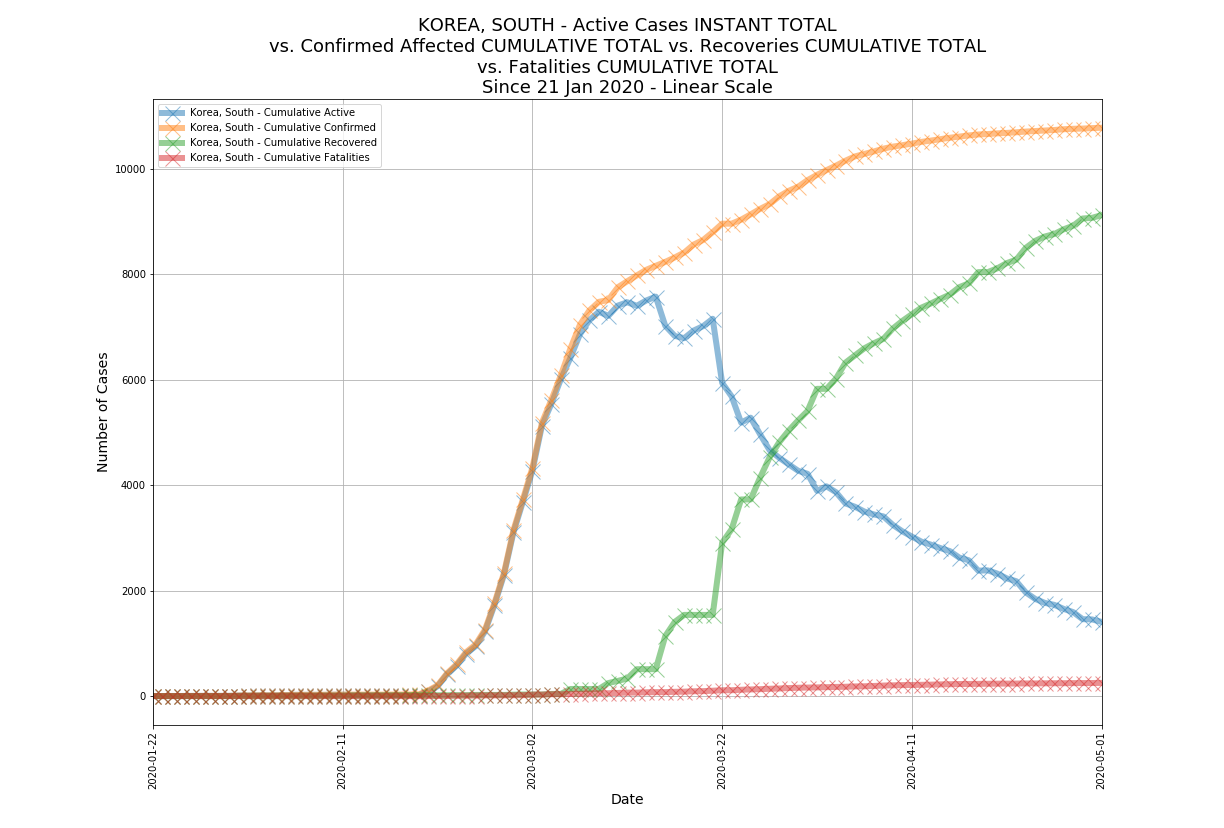 KOREA, SOUTH - Active Cases INSTANT TOTAL
vs. Confirmed Affected CUMULATIVE TOTAL vs. Recoveries CUMULATIVE TOTAL
vs. Fatalities CUMULATIVE TOTAL
Since 21 Jan 2020 - Linear Scale
Korea, South - Cumulative Active
Korea, South - Cumulative Confirmed
Korea, South - Cumulative Recovered
Korea, South - Cumulative Fatalities
Number of Cases
10000
8000
6000
4000
2000
0
2020-01-22
2020-02-11
2020-03-02
2020-03-22
2020-04-11
2020-05-01
Date